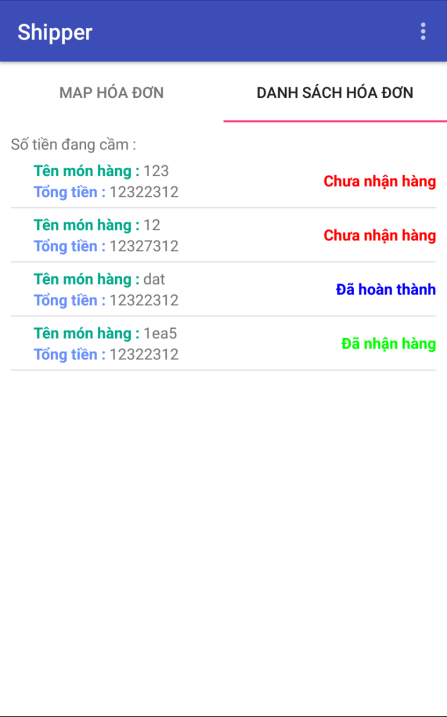 Shipper
MAP HÓA ĐƠN
DANH SÁCH HÓA ĐƠN
Số tiền đang cầm :
Tên món hàng : 123
Tổng tiền : 12322312
Chưa nhận hàng
Tên món hàng : 12
Tổng tiền : 12327312
Chưa nhận hàng
Tên món hàng : dat
Tổng tiền : 12322312
Đã hoàn thành
Tên món hàng : 1ea5
Tổng tiền : 12322312
Đã nhận hàng